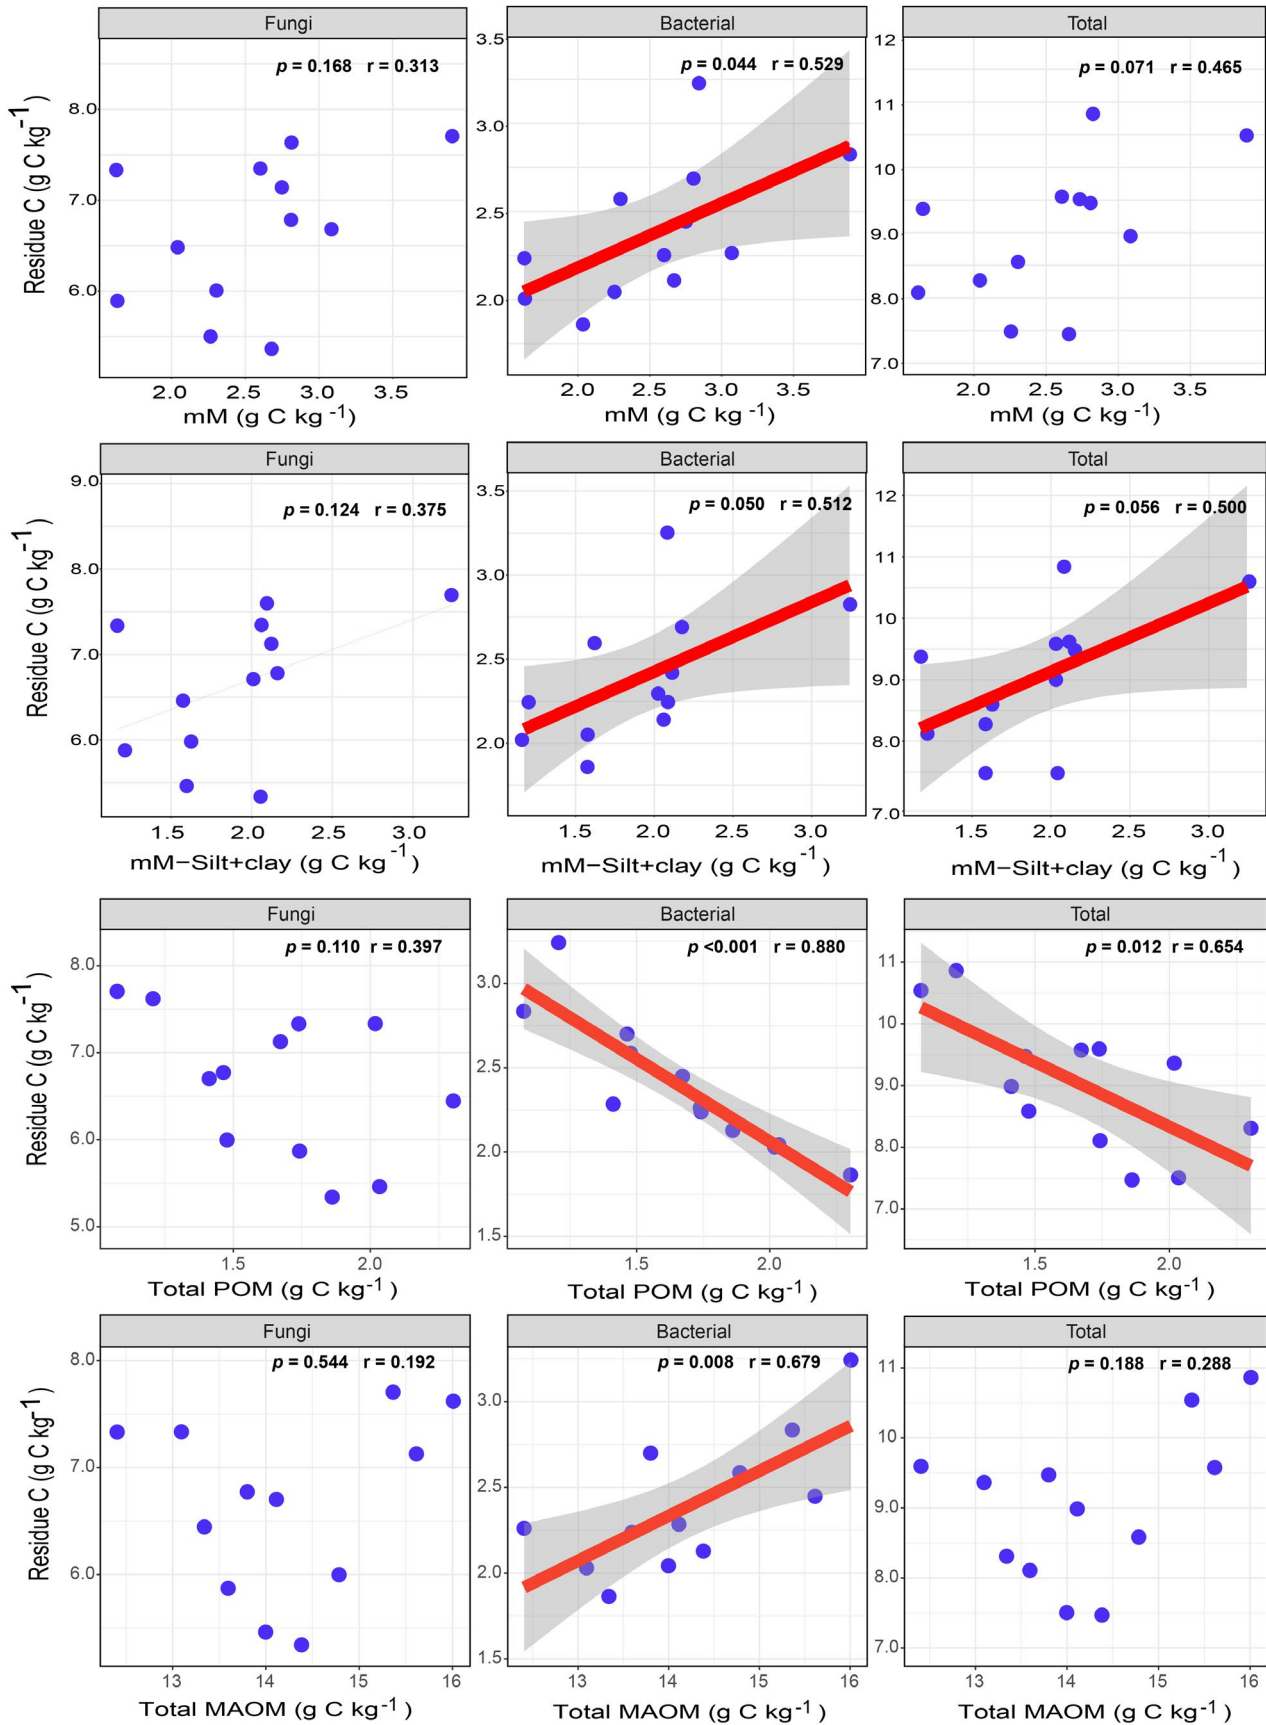 Fungi Bacterial Total
Residue C (g C kg⁻¹)
p = 0.168 r = 0.313
8.0
7.0
6.0
2.0 2.5 3.0 3.5
mM (g C kg ⁻¹)
p = 0.044 r = 0.529
3.5
3.0
2.5
2.0
2.0 2.5 3.0 3.5
mM (g C kg ⁻¹)
p = 0.071 r = 0.465
12
11
10
9.0
8.0
7.0
2.0 2.5 3.0 3.5
mM (g C kg ⁻¹)
Fungi Bacterial Total
Residue C (g C kg⁻¹)
p = 0.124 r = 0.375
9.0
8.0
7.0
6.0
1.5 2.0 2.5 3.0
mM−Silt+clay (g C kg ⁻¹)
p = 0.050 r = 0.512
3.5
3.0
2.5
2.0
1.5 2.0 2.5 3.0
mM−Silt+clay (g C kg ⁻¹)
p = 0.056 r = 0.500
12
11
10
9.0
8.0
7.0
1.5 2.0 2.5 3.0
mM−Silt+clay (g C kg ⁻¹)
Fungi Bacterial Total
Residue C (g C kg⁻¹)
p = 0.110 r = 0.397
8.0
7.0
6.0
5.0
1.5 2.0
Total POM (g C kg⁻¹ )
p <0.001 r = 0.880
3.0
2.5
2.0
1.5
1.5 2.0
Total POM (g C kg⁻¹ )
p = 0.012 r = 0.654
11
10
9.0
8.0
7.0
1.5 2.0
Total POM (g C kg⁻¹ )
Fungi Bacterial Total
Residue C (g C kg⁻¹)
p = 0.544 r = 0.192
8.0
7.0
6.0
13 14 15 16
Total MAOM (g C kg⁻¹ )
p = 0.008 r = 0.679
3.0
2.5
2.0
1.5
13 14 15 16
Total MAOM (g C kg⁻¹ )
p = 0.188 r = 0.288
11
10
9.0
8.0
7.0
13 14 15 16
Total MAOM (g C kg⁻¹ )